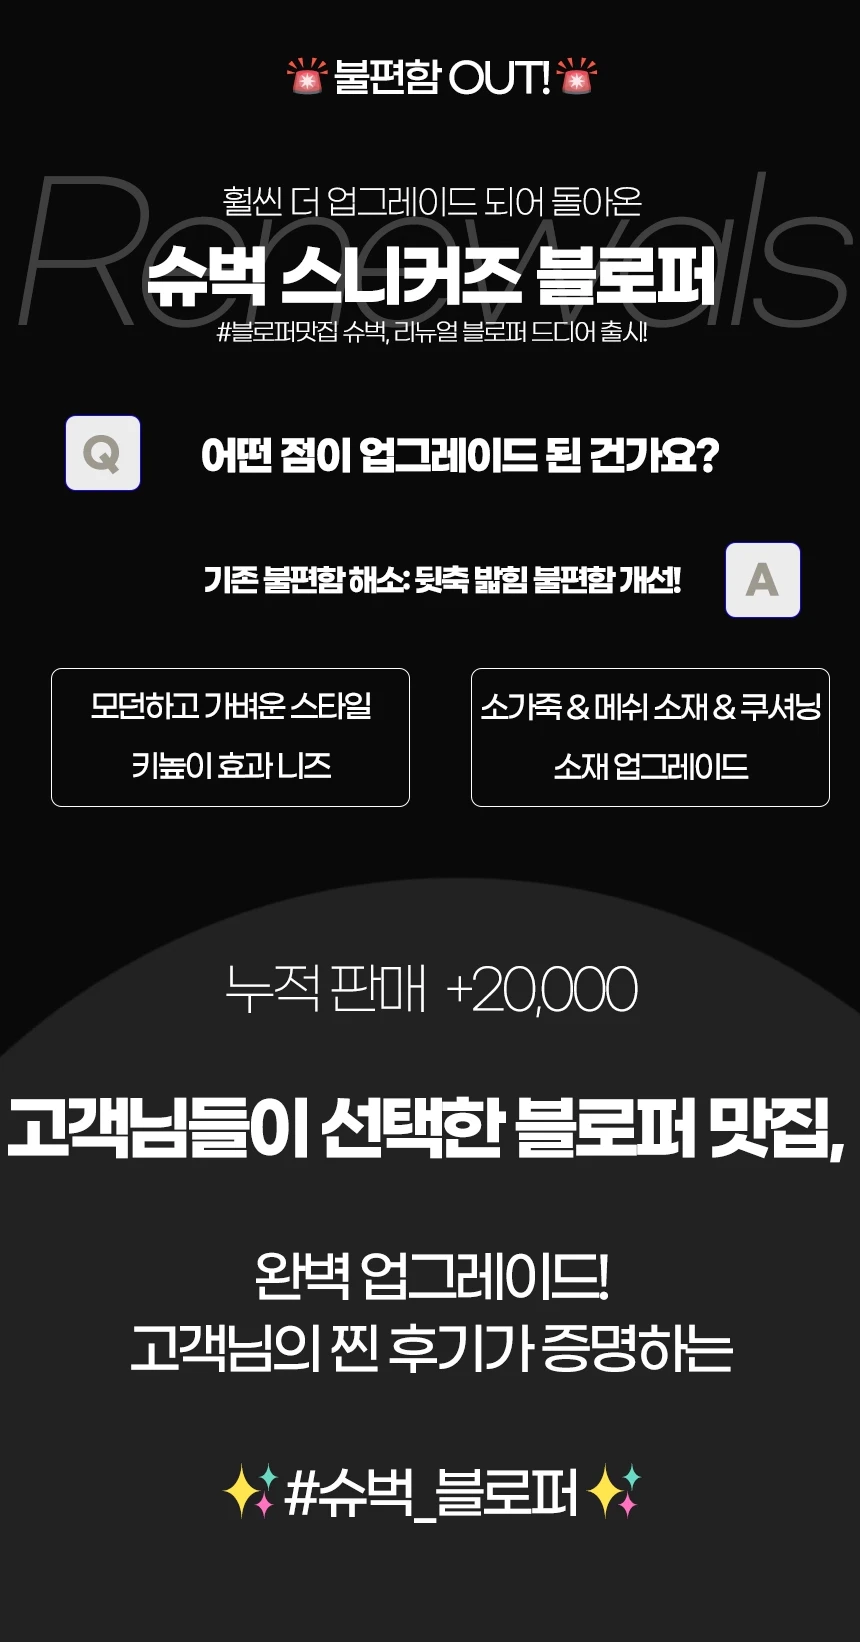 🚨불편함 OUT!🚨
Renewals
훨씬 더 업그레이드 되어 돌아온
슈벅 스니커즈 블로퍼
#블로퍼맛집 슈벅, 리뉴얼 블로퍼 드디어 출시!
Q
어떤 점이 업그레이드 된 건가요?
기존 불편함 해소: 뒷축 밟힘 불편함 개선!
A
모던하고 가벼운 스타일
키높이 효과 니즈
소가죽 & 메쉬 소재 & 쿠셔닝
소재 업그레이드
누적 판매 +20,000
고객님들이 선택한 블로퍼 맛집,
완벽 업그레이드!
고객님의 찐 후기가 증명하는
✨#슈벅_블로퍼✨